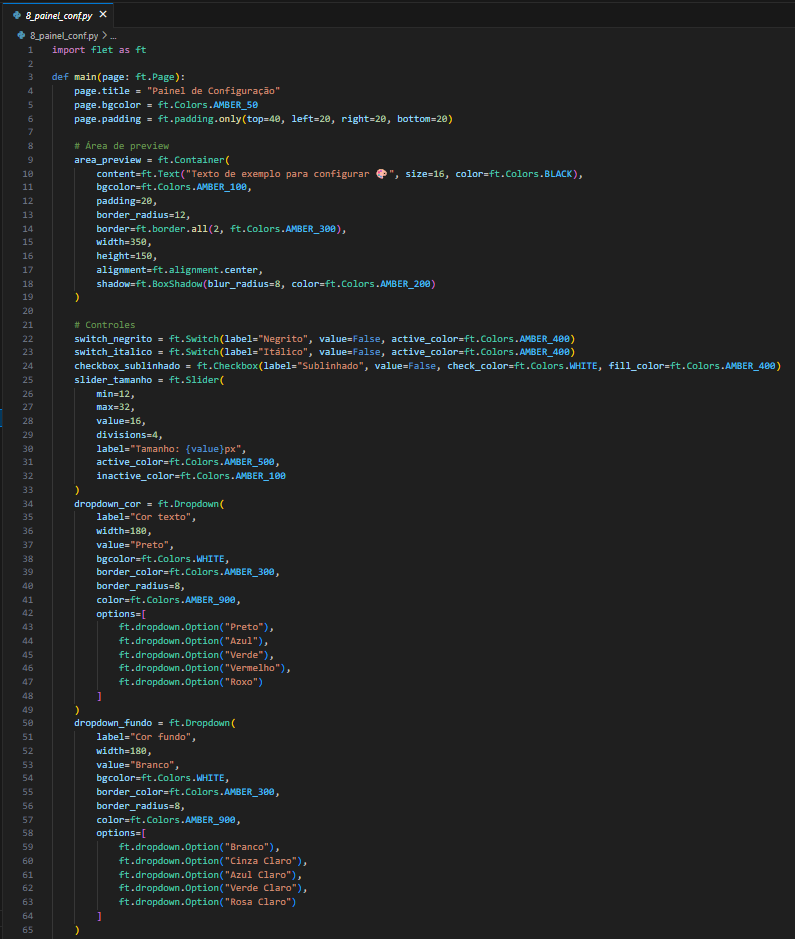 8_painel_conf.py ×
8_painel_conf.py > ...
1 import flet as ft
2
3 def main(page: ft.Page):
4     page.title = "Painel de Configuração"
5     page.bgcolor = ft.Colors.AMBER_50
6     page.padding = ft.padding.only(top=40, left=20, right=20, bottom=20)
7
8     # Área de preview
9     area_preview = ft.Container(
10         content=ft.Text("Texto de exemplo para configurar 🎨", size=16, color=ft.Colors.BLACK),
11         bgcolor=ft.Colors.AMBER_100,
12         padding=20,
13         border_radius=12,
14         border=ft.border.all(2, ft.Colors.AMBER_300),
15         width=350,
16         height=150,
17         alignment=ft.alignment.center,
18         shadow=ft.BoxShadow(blur_radius=8, color=ft.Colors.AMBER_200)
19     )
20
21     # Controles
22     switch_negrito = ft.Switch(label="Negrito", value=False, active_color=ft.Colors.AMBER_400)
23     switch_italico = ft.Switch(label="Itálico", value=False, active_color=ft.Colors.AMBER_400)
24     checkbox_sublinhado = ft.Checkbox(label="Sublinhado", value=False, check_color=ft.Colors.WHITE, fill_color=ft.Colors.AMBER_400)
25     slider_tamanho = ft.Slider(
26         min=12,
27         max=32,
28         value=16,
29         divisions=4,
30         label="Tamanho: {value}px",
31         active_color=ft.Colors.AMBER_500,
32         inactive_color=ft.Colors.AMBER_100
33     )
34     dropdown_cor = ft.Dropdown(
35         label="Cor texto",
36         width=180,
37         value="Preto",
38         bgcolor=ft.Colors.WHITE,
39         border_color=ft.Colors.AMBER_300,
40         border_radius=8,
41         color=ft.Colors.AMBER_900,
42         options=[
43             ft.dropdown.Option("Preto"),
44             ft.dropdown.Option("Azul"),
45             ft.dropdown.Option("Verde"),
46             ft.dropdown.Option("Vermelho"),
47             ft.dropdown.Option("Roxo")
48         ]
49     )
50     dropdown_fundo = ft.Dropdown(
51         label="Cor fundo",
52         width=180,
53         value="Branco",
54         bgcolor=ft.Colors.WHITE,
55         border_color=ft.Colors.AMBER_300,
56         border_radius=8,
57         color=ft.Colors.AMBER_900,
58         options=[
59             ft.dropdown.Option("Branco"),
60             ft.dropdown.Option("Cinza Claro"),
61             ft.dropdown.Option("Azul Claro"),
62             ft.dropdown.Option("Verde Claro"),
63             ft.dropdown.Option("Rosa Claro")
64         ]
65     )